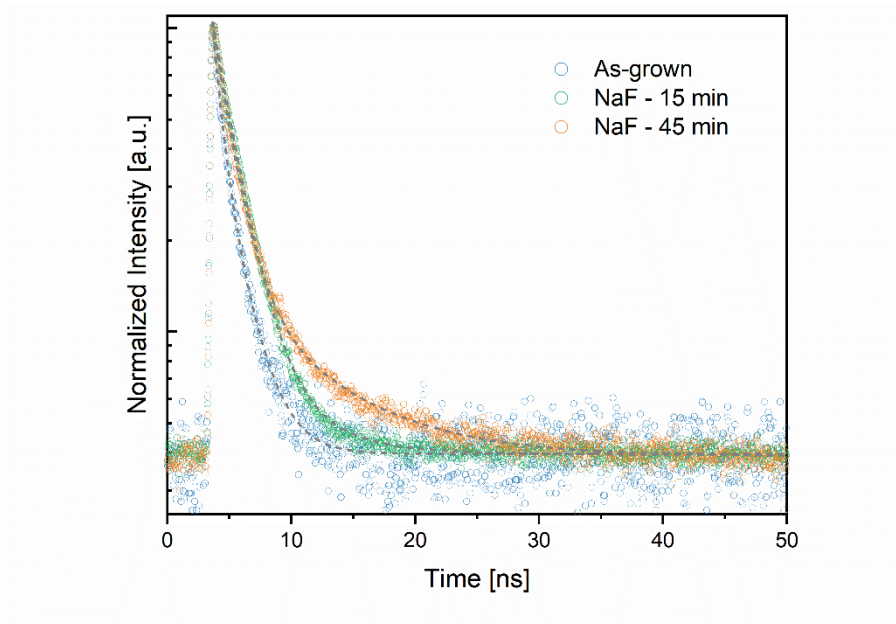 As-grown
NaF - 15 min
NaF - 45 min
Normalized Intensity [a.u.]
0 10 20 30 40 50
Time [ns]